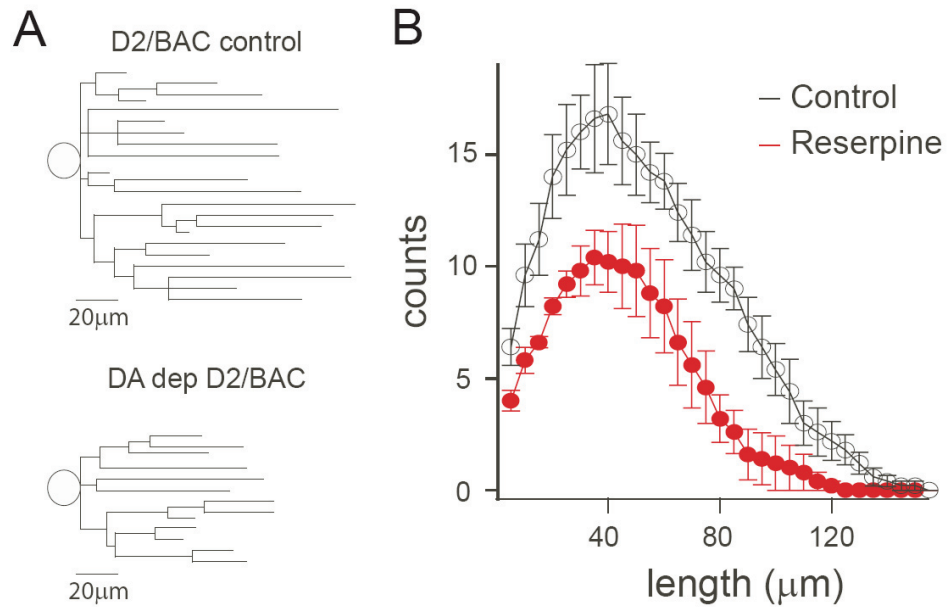 A
D2/BAC control
20μm
DA dep D2/BAC
20μm
B
Control
Reserpine
counts
15
10
5
0
40
80
120
length (μm)